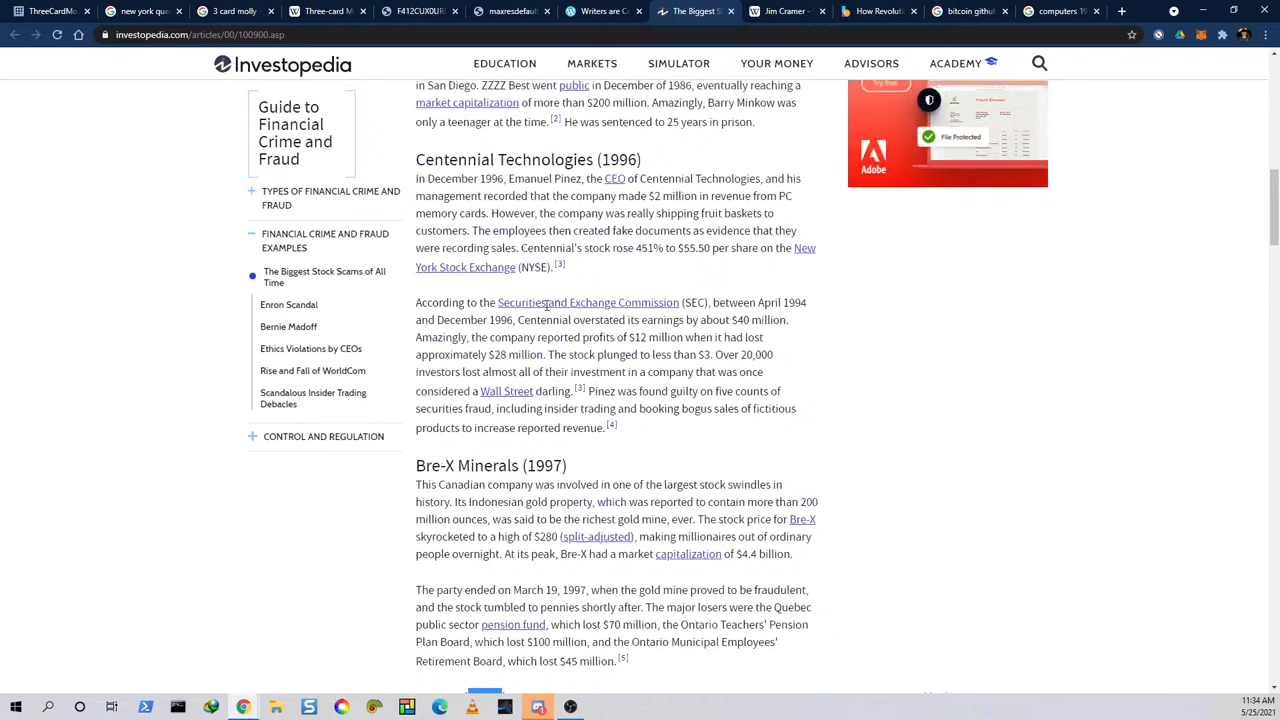 ThreeCardMo
New york que
3 card molly
F412CUX0UR
maxresdefau
Writers are Co
The Biggest S
Jim Cramer -
How Revoluti
Bitcoin histor
computers 19
investopedia.com/articles/00/100900.asp
Investopedia
EDUCATION MARKETS SIMULATOR YOUR MONEY ADVISORS ACADEMY
Guide to
Financial
Crime and
Fraud
TYPES OF FINANCIAL CRIME AND
FRAUD
FINANCIAL CRIME AND FRAUD
EXAMPLES
The Biggest Stock Scams of All
Time
Enron Scandal
Bernie Madoff
Ethics Violations by CEOs
Rise and Fall of WorldCom
Scandalous Insider Trading
Debacles
CONTROL AND REGULATION
in San Diego. ZZZZ Best went public in December of 1986, eventually reaching a
market capitalization of more than $200 million. Amazingly, Barry Minkow was
only a teenager at the time. [2] He was sentenced to 25 years in prison.
Centennial Technologies (1996)
In December 1996, Emanuel Pinez, the CEO of Centennial Technologies, and his
management recorded that the company made $2 million in revenue from PC
memory cards. However, the company was really shipping fruit baskets to
customers. The employees then created fake documents as evidence that they
were recording sales. Centennial's stock rose 451% to $55.50 per share on the New
York Stock Exchange (NYSE). [3]
According to the Securities and Exchange Commission (SEC), between April 1994
and December 1996, Centennial overstated its earnings by about $40 million.
Amazingly, the company reported profits of $12 million when it had lost
approximately $28 million. The stock plunged to less than $3. Over 20,000
investors lost almost all of their investment in a company that was once
considered a Wall Street darling. [3] Pinez was found guilty on five counts of
securities fraud, including insider trading and booking bogus sales of fictitious
products to increase reported revenue. [4]
Bre-X Minerals (1997)
This Canadian company was involved in one of the largest stock swindles in
history. Its Indonesian gold property, which was reported to contain more than 200
million ounces, was said to be the richest gold mine, ever. The stock price for Bre-X
skyrocketed to a high of $280 (split-adjusted), making millionaires out of ordinary
people overnight. At its peak, Bre-X had a market capitalization of $4.4 billion.
The party ended on March 19, 1997, when the gold mine proved to be fraudulent,
and the stock tumbled to pennies shortly after. The major losers were the Quebec
public sector pension fund, which lost $70 million, the Ontario Teachers' Pension
Plan Board, which lost $100 million, and the Ontario Municipal Employees'
Retirement Board, which lost $45 million. [5]
Try free
File Protected
Adobe
11:34 AM
5/25/2021